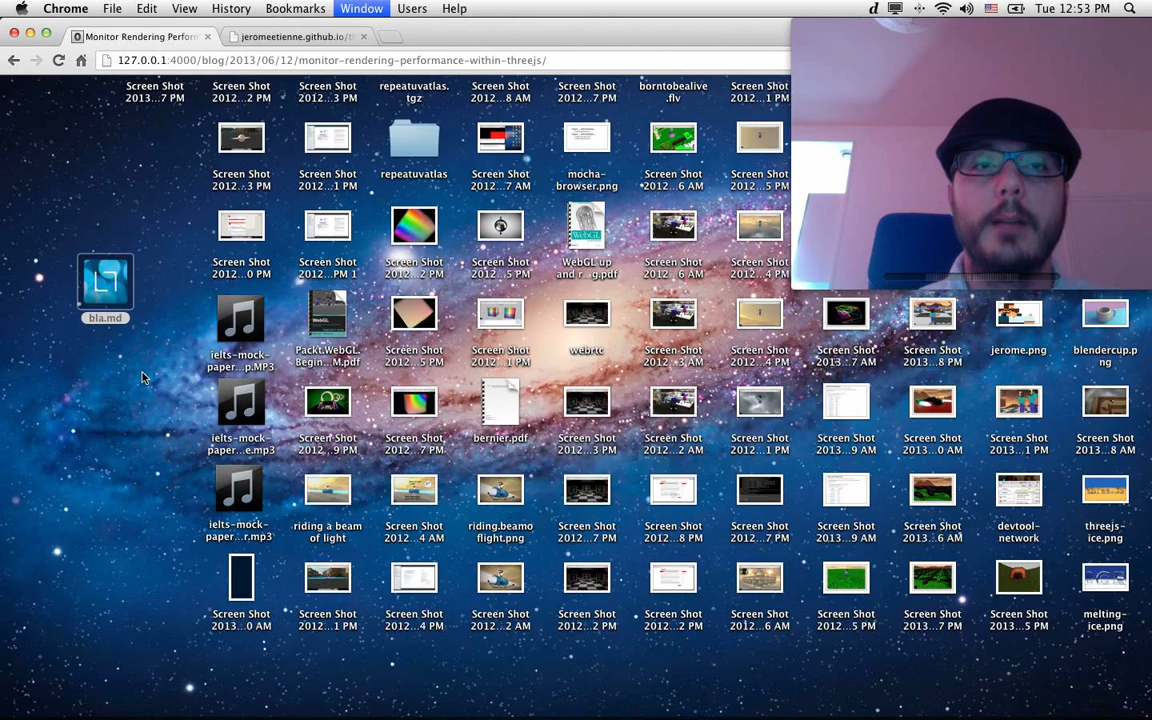 Chrome File Edit View History Bookmarks Window Users Help
Tue 12:53 PM
Monitor Rendering Perform
jeromeetienne.github.io/t
127.0.0.1:4000/blog/2013/06/12/monitor-rendering-performance-within-threejs/
Screen Shot 2013...7 PM
Screen Shot 2012...2 PM
Screen Shot 2012...3 PM
repeatuvatlas.tgz
Screen Shot 2012...8 AM
Screen Shot 2012...7 PM
borntobealive.flv
Screen Shot 2012...1 PM
Screen Shot 2012...3 PM
Screen Shot 2012...1 PM
repeatuvatlas
Screen Shot 2012...7 AM
mocha-browser.png
Screen Shot 2012...6 AM
Screen Shot 2012...5 PM
bla.md
Screen Shot 2012...0 PM
Screen Shot 2012....PM 1
Screen Shot 2012...2 PM
Screen Shot 2012...5 PM
WebGL up and r...g.pdf
Screen Shot 2012...6 AM
Screen Shot 2012...4 PM
ielts-mock-paper...p.MP3
Packt.WebGL.Begin...M.pdf
Screen Shot 2012...5 PM
Screen Shot 2012...1 PM
webrtc
Screen Shot 2012...3 AM
Screen Shot 2012...4 PM
Screen Shot 2013...7 AM
Screen Shot 2013...8 PM
jerome.png
blendercup.png
ielts-mock-paper...e.mp3
Screen Shot 2012...9 PM
Screen Shot 2012...7 PM
bernier.pdf
Screen Shot 2012...3 PM
Screen Shot 2012...2 AM
Screen Shot 2012...1 PM
Screen Shot 2013...9 AM
Screen Shot 2013...0 AM
Screen Shot 2013...1 PM
Screen Shot 2013...8 AM
ielts-mock-paper...r.mp3
riding a beam of light
Screen Shot 2012...4 AM
riding.beamoflight.png
Screen Shot 2012...7 PM
Screen Shot 2012...8 PM
Screen Shot 2012...7 PM
Screen Shot 2013...9 AM
Screen Shot 2013...6 AM
devtool-network
threejs-ice.png
Screen Shot 2013...0 AM
Screen Shot 2012...1 PM
Screen Shot 2012...4 PM
Screen Shot 2012...2 AM
Screen Shot 2012...2 PM
Screen Shot 2012...2 PM
Screen Shot 2012...6 AM
Screen Shot 2012...5 PM
Screen Shot 2013...7 PM
Screen Shot 2013...5 PM
melting-ice.png